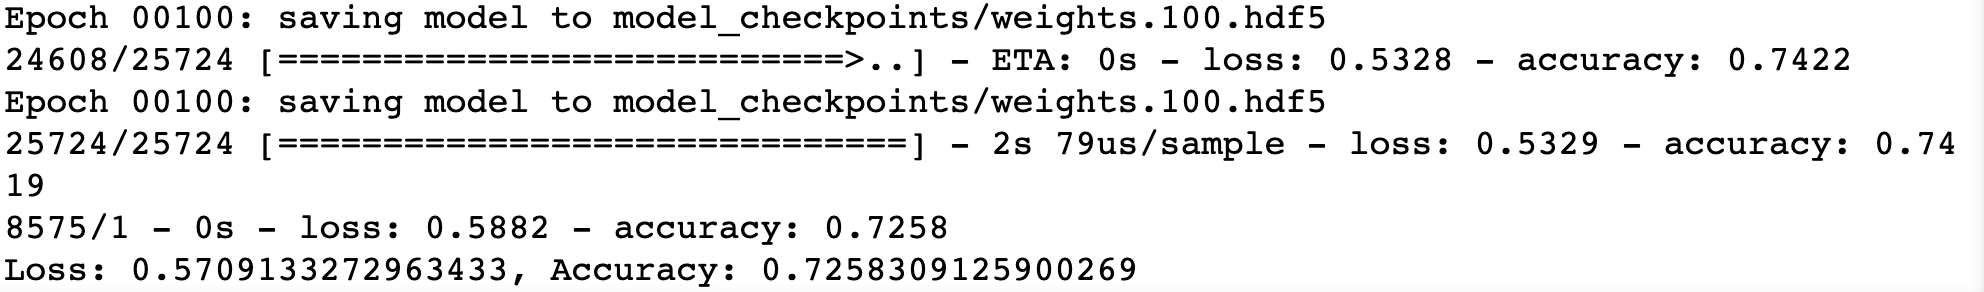 Epoch 00100: saving model to model_checkpoints/weights.100.hdf5
24608/25724 [===========================>..] - ETA: 0s - loss: 0.5328 - accuracy: 0.7422
Epoch 00100: saving model to model_checkpoints/weights.100.hdf5
25724/25724 [==============================] - 2s 79us/sample - loss: 0.5329 - accuracy: 0.74
19
8575/1 - 0s - loss: 0.5882 - accuracy: 0.7258
Loss: 0.5709133272963433, Accuracy: 0.7258309125900269